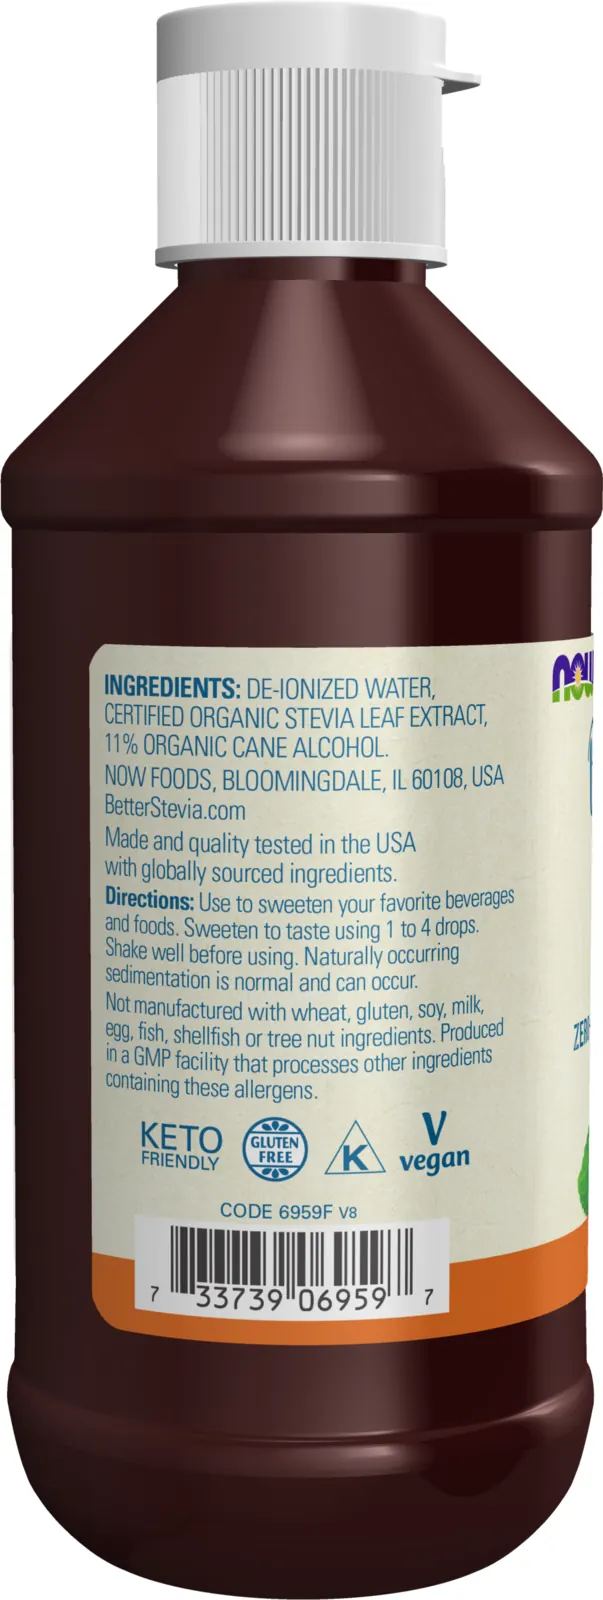 INGREDIENTS: DE-IONIZED WATER,
CERTIFIED ORGANIC STEVIA LEAF EXTRACT,
11% ORGANIC CANE ALCOHOL.
NOW FOODS, BLOOMINGDALE, IL 60108, USA
BetterStevia.com
Made and quality tested in the USA
with globally sourced ingredients.
Directions: Use to sweeten your favorite beverages
and foods. Sweeten to taste using 1 to 4 drops.
Shake well before using. Naturally occurring
sedimentation is normal and can occur.
Not manufactured with wheat, gluten, soy, milk,
egg, fish, shellfish or tree nut ingredients. Produced
in a GMP facility that processes other ingredients
containing these allergens.
KETO
FRIENDLY
GLUTEN
FREE
K
V
vegan
CODE 6959F V8
7 33739 06959 7
now